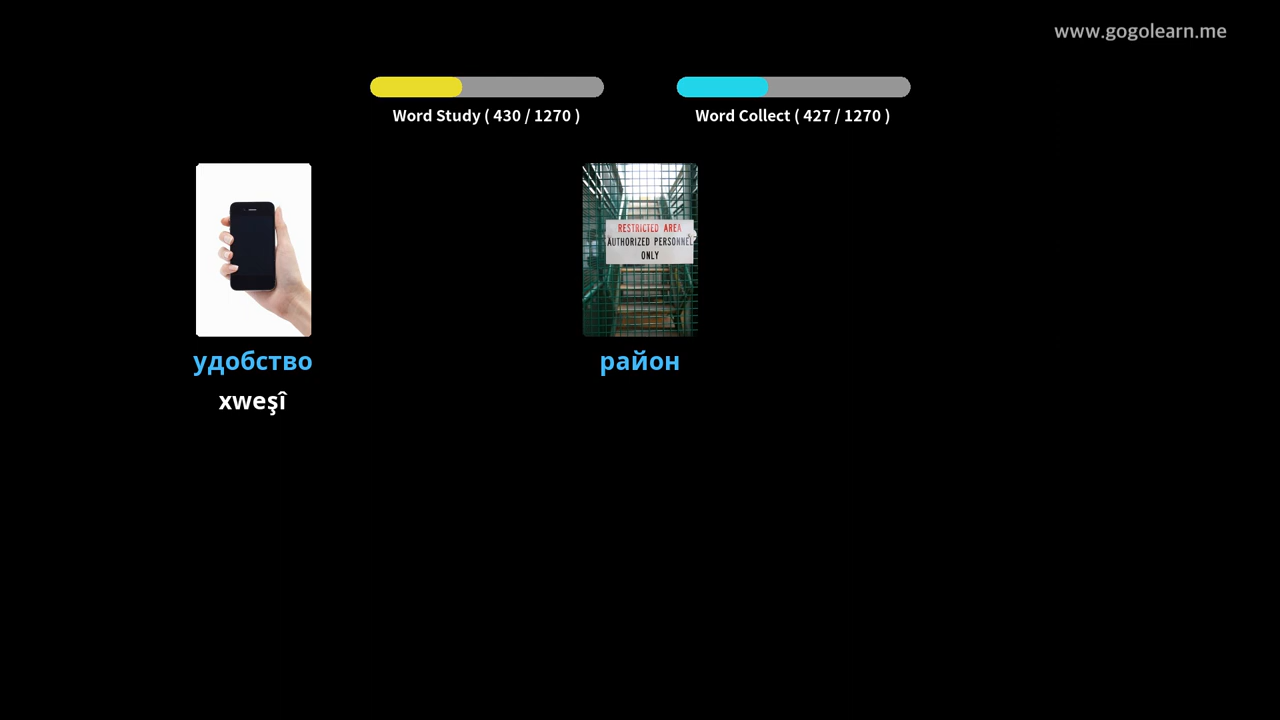 www.gogolearn.me
Word Study ( 430 / 1270 )
Word Collect ( 427 / 1270 )
RESTRICTED AREA
AUTHORIZED PERSONNEL
ONLY
удобство
район
xweşî